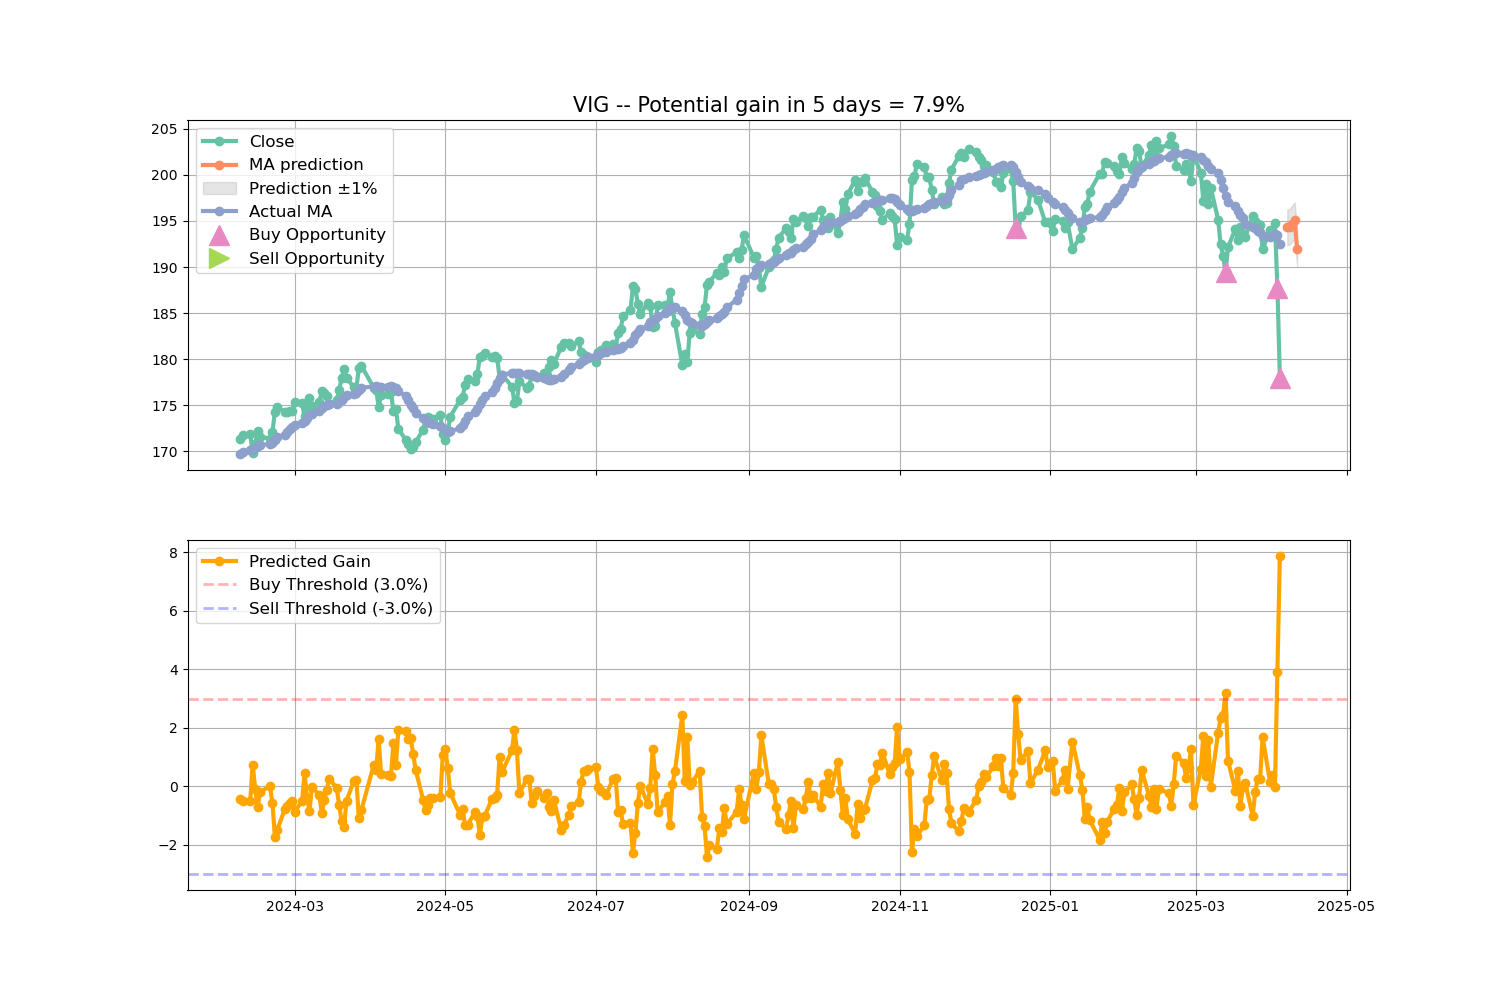 VIG -- Potential gain in 5 days = 7.9%
205
200
195
190
185
180
175
170
Close
MA prediction
Prediction ±1%
Actual MA
Buy Opportunity
Sell Opportunity
8
6
4
2
0
−2
Predicted Gain
Buy Threshold (3.0%)
Sell Threshold (-3.0%)
2024-03
2024-05
2024-07
2024-09
2024-11
2025-01
2025-03
2025-05